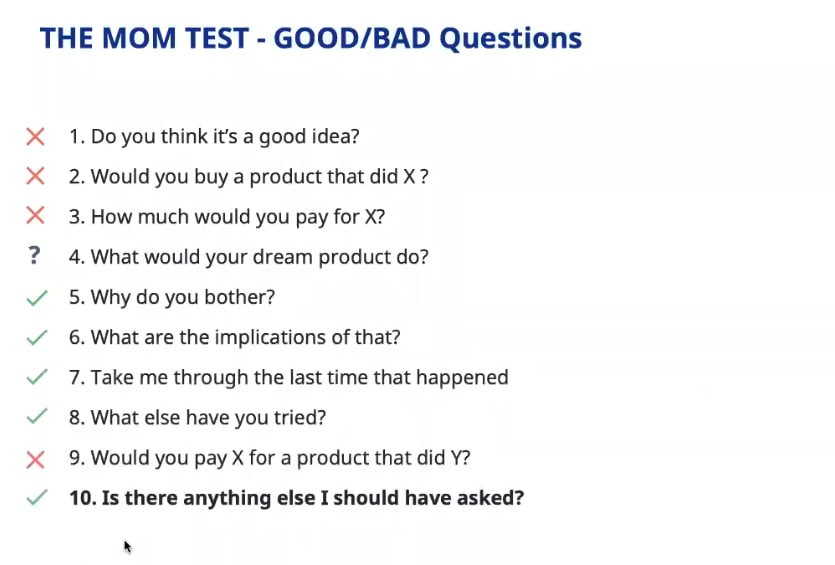 THE MOM TEST - GOOD/BAD Questions
1. Do you think it's a good idea?
2. Would you buy a product that did X ?
3. How much would you pay for X?
? 4. What would your dream product do?
5. Why do you bother?
6. What are the implications of that?
7. Take me through the last time that happened
8. What else have you tried?
9. Would you pay X for a product that did Y?
10. Is there anything else I should have asked?